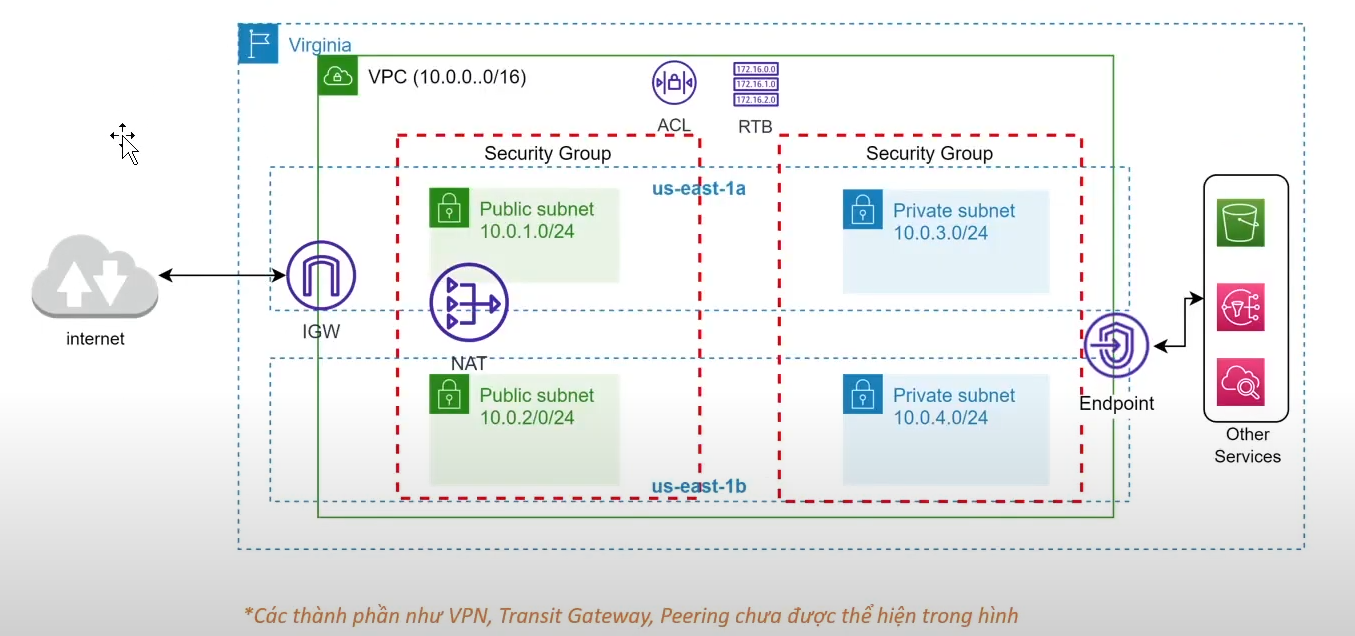 Virginia
VPC (10.0.0..0/16)
172.16.0.0
172.16.1.0
172.16.2.0
ACL
RTB
Security Group
Security Group
us-east-1a
Public subnet
10.0.1.0/24
Private subnet
10.0.3.0/24
internet
IGW
NAT
Public subnet
10.0.2/0/24
Private subnet
10.0.4.0/24
Endpoint
Other
Services
us-east-1b
*Các thành phần như VPN, Transit Gateway, Peering chưa được thể hiện trong hình